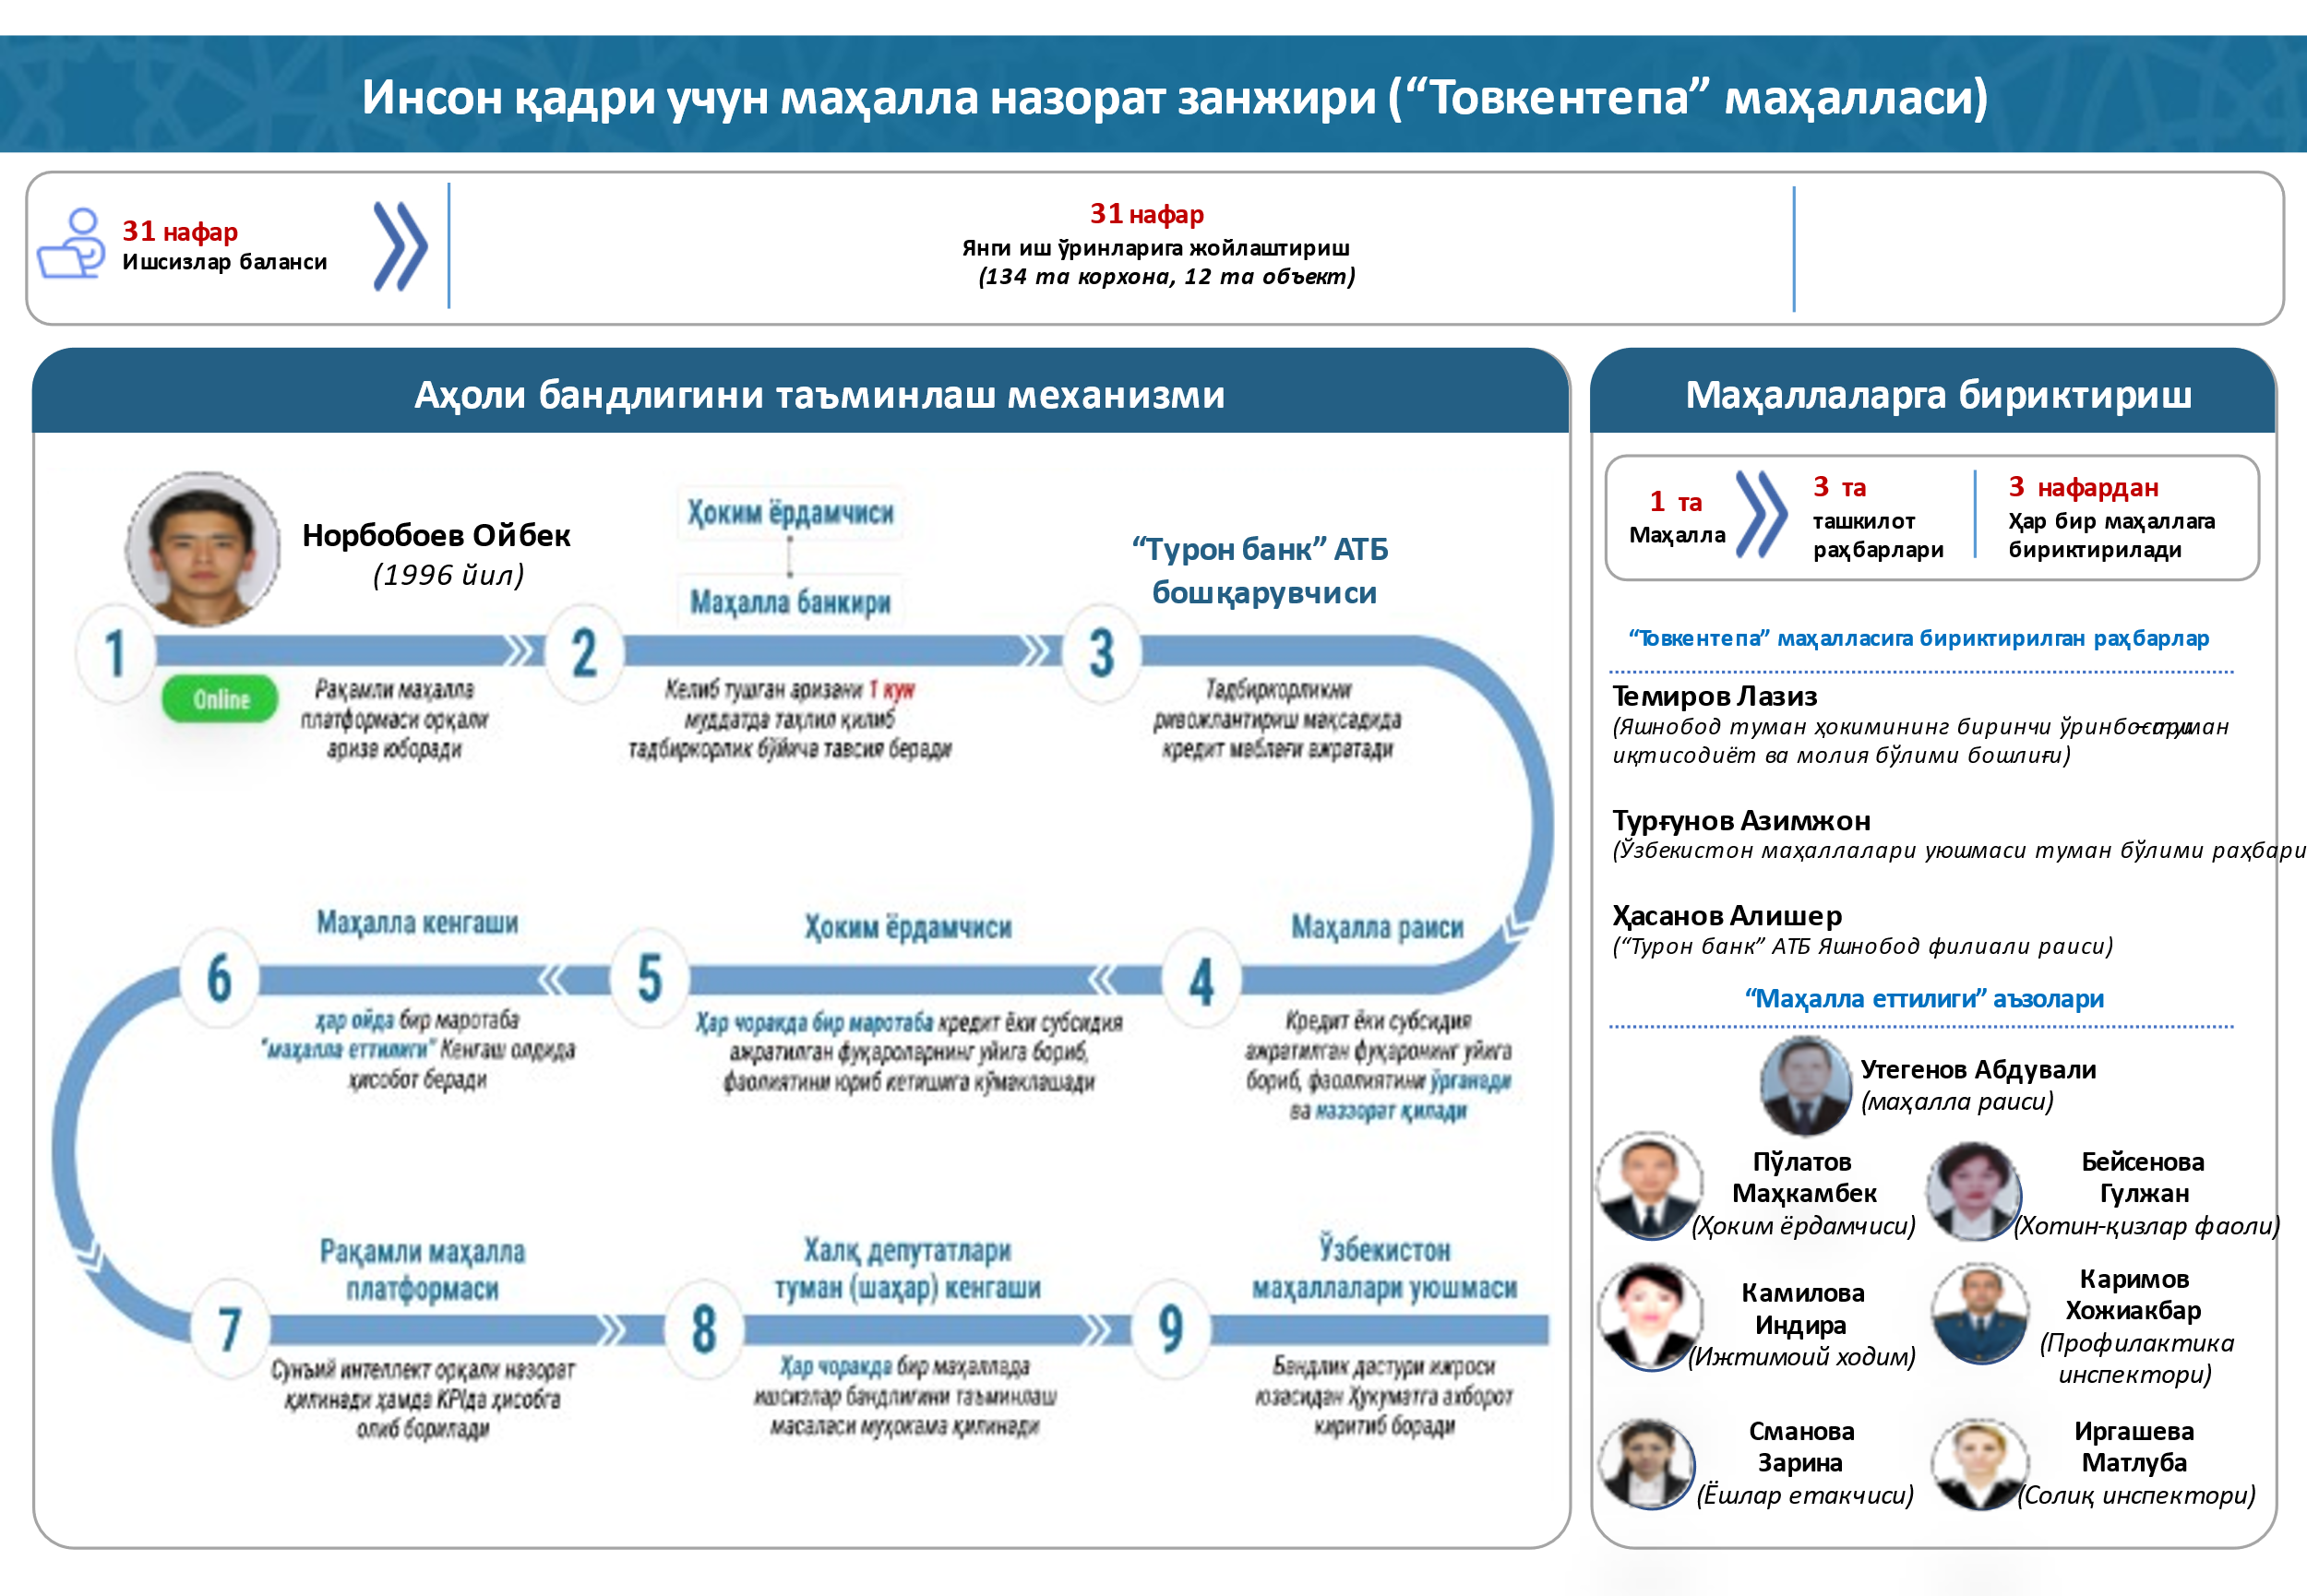 Инсон қадри учун маҳалла назорат занжири (“Товкентепа” маҳалласи)
31 нафар
Ишсизлар баланси
31 нафар
Янги иш ўринларига жойлаштириш
(134 та корхона, 12 та объект)
Аҳоли бандлигини таъминлаш механизми
Норбобоев Ойбек
(1996 йил)
1
Online
Рақамли маҳалла
платформаси орқали
ариза юборади
Ҳоким ёрдамчиси
Маҳалла банкири
2
Келиб тушган аризани 1 кун
муддатда таҳлил қилиб
тадбиркорлик бўйича тавсия беради
“Турон банк” АТБ
бошқарувчиси
3
Тадбиркорликни
ривожлантириш мақсадида
кредит маблағи ажратади
Маҳалла раиси
4
Кредит ёки субсидия
ажратилган фуқаронинг уйига
бориб, фаоллиятини ўрганади
ва наззорат қилади
Ҳоким ёрдамчиси
5
Ҳар чоракда бир маротаба кредит ёки субсидия
ажратилган фуқароларнинг уйига бориб,
фаолиятини юриб кетишига кўмаклашади
Маҳалла кенгаши
6
ҳар ойда бир маротаба
“маҳалла еттилиги” Кенгаш олдида
ҳисобот беради
Рақамли маҳалла
платформаси
7
Сунъий интеллект орқали назорат
қилинади ҳамда KPIда ҳисобга
олиб борилади
Халқ депутатлари
туман (шаҳар) кенгаши
8
Ҳар чоракда бир маҳаллада
ишсизлар бандлигини таъминлаш
масаласи муҳокама қилинади
Ўзбекистон
маҳаллалари уюшмаси
9
Бандлик дастури ижроси
юзасидан Ҳукуматга ахборот
киритиб боради
Маҳаллаларга бириктириш
1 та
Маҳалла
3 та
ташкилот
раҳбарлари
3 нафардан
Ҳар бир маҳаллага
бириктирилади
“Товкентепа” маҳалласига бириктирилган раҳбарлар
Темиров Лазиз
(Яшнобод туман ҳокимининг биринчи ўринбосари – туман
иқтисодиёт ва молия бўлими бошлиғи)
Турғунов Азимжон
(Ўзбекистон маҳаллалари уюшмаси туман бўлими раҳбари
Ҳасанов Алишер
(“Турон банк” АТБ Яшнобод филиали раиси)
“Маҳалла еттилиги” аъзолари
Утегенов Абдували
(маҳалла раиси)
Пўлатов
Маҳкамбек
(Ҳоким ёрдамчиси)
Бейсенова
Гулжан
(Хотин-қизлар фаоли)
Камилова
Индира
(Ижтимоий ходим)
Каримов
Хожиакбар
(Профилактика
инспектори)
Сманова
Зарина
(Ёшлар етакчиси)
Иргашева
Матлуба
(Солиқ инспектори)